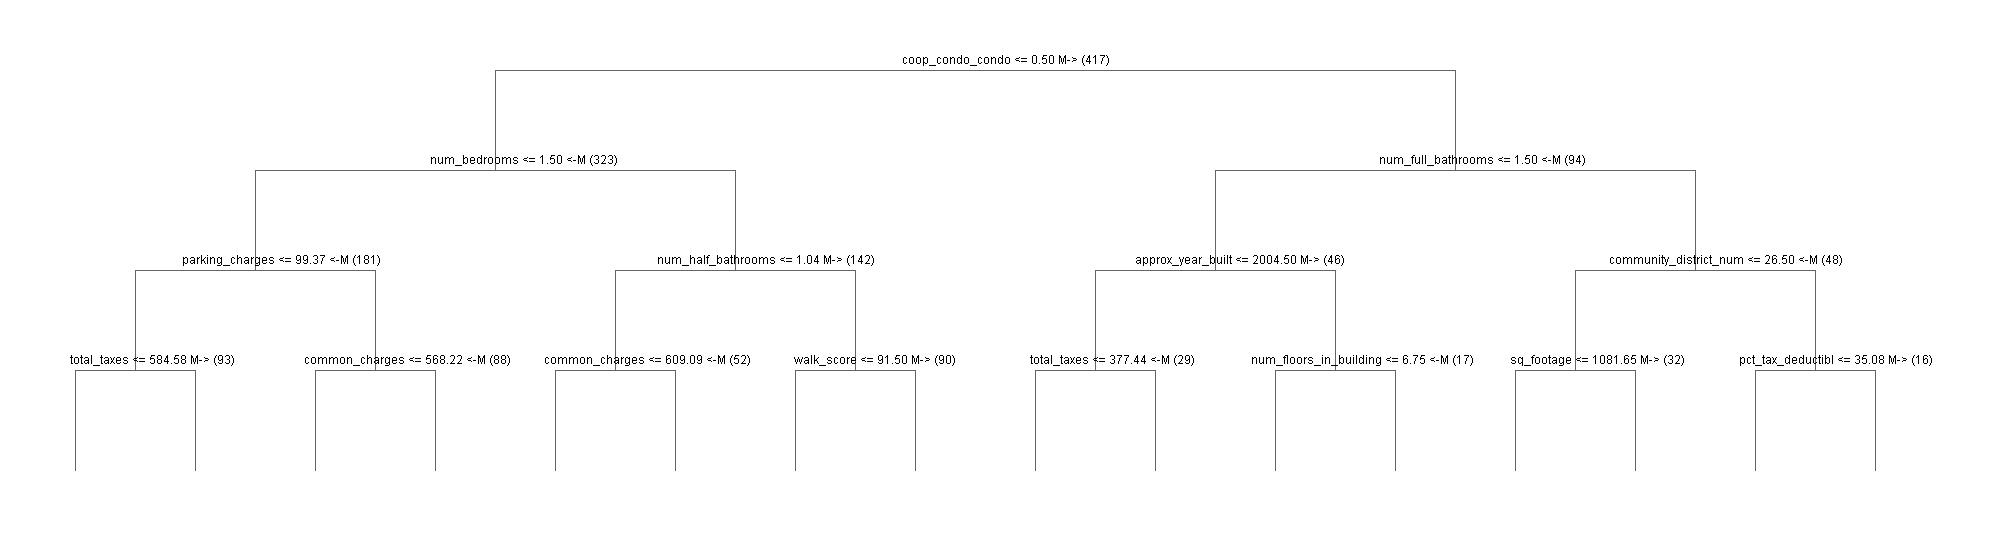 coop_condo_condo <= 0.50 M-> (417)
num_bedrooms <= 1.50 <-M (323)
num_full_bathrooms <= 1.50 <-M (94)
parking_charges <= 99.37 <-M (181)
num_half_bathrooms <= 1.04 M-> (142)
approx_year_built <= 2004.50 M-> (46)
community_district_num <= 26.50 <-M (48)
total_taxes <= 584.58 M-> (93)
common_charges <= 568.22 <-M (88)
common_charges <= 609.09 <-M (52)
walk_score <= 91.50 M-> (90)
total_taxes <= 377.44 <-M (29)
num_floors_in_building <= 6.75 <-M (17)
sq_footage <= 1081.65 M-> (32)
pct_tax_deductibl <= 35.08 M-> (16)